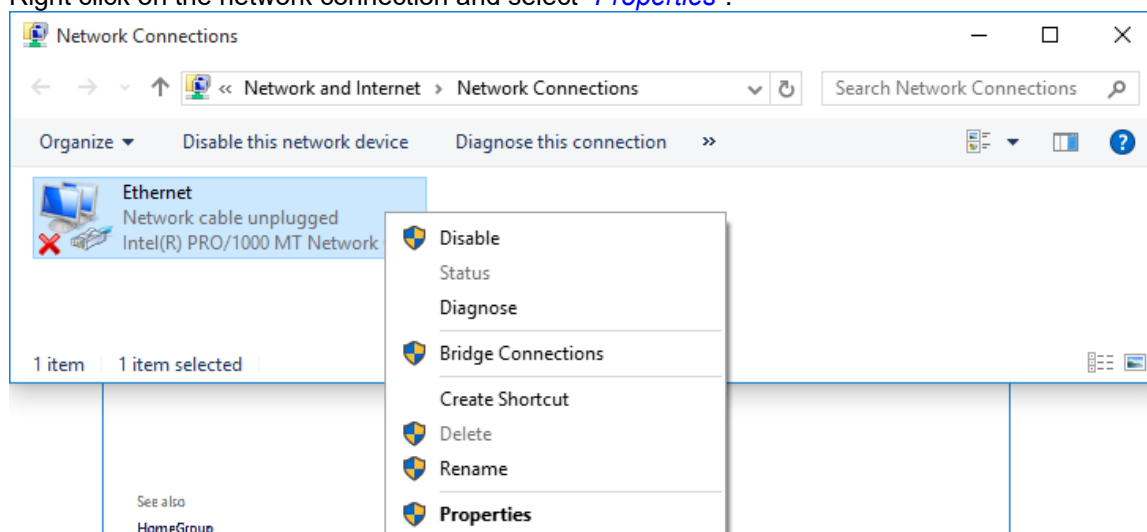 Right click on the network connection and select "Properties".
Network Connections
« Network and Internet › Network Connections
Search Network Connections
Organize
Disable this network device
Diagnose this connection
»
?
Ethernet
Network cable unplugged
Intel(R) PRO/1000 MT Network
Disable
Status
Diagnose
Bridge Connections
1 item
1 item selected
Create Shortcut
Delete
Rename
Properties
See also
HomeGroup